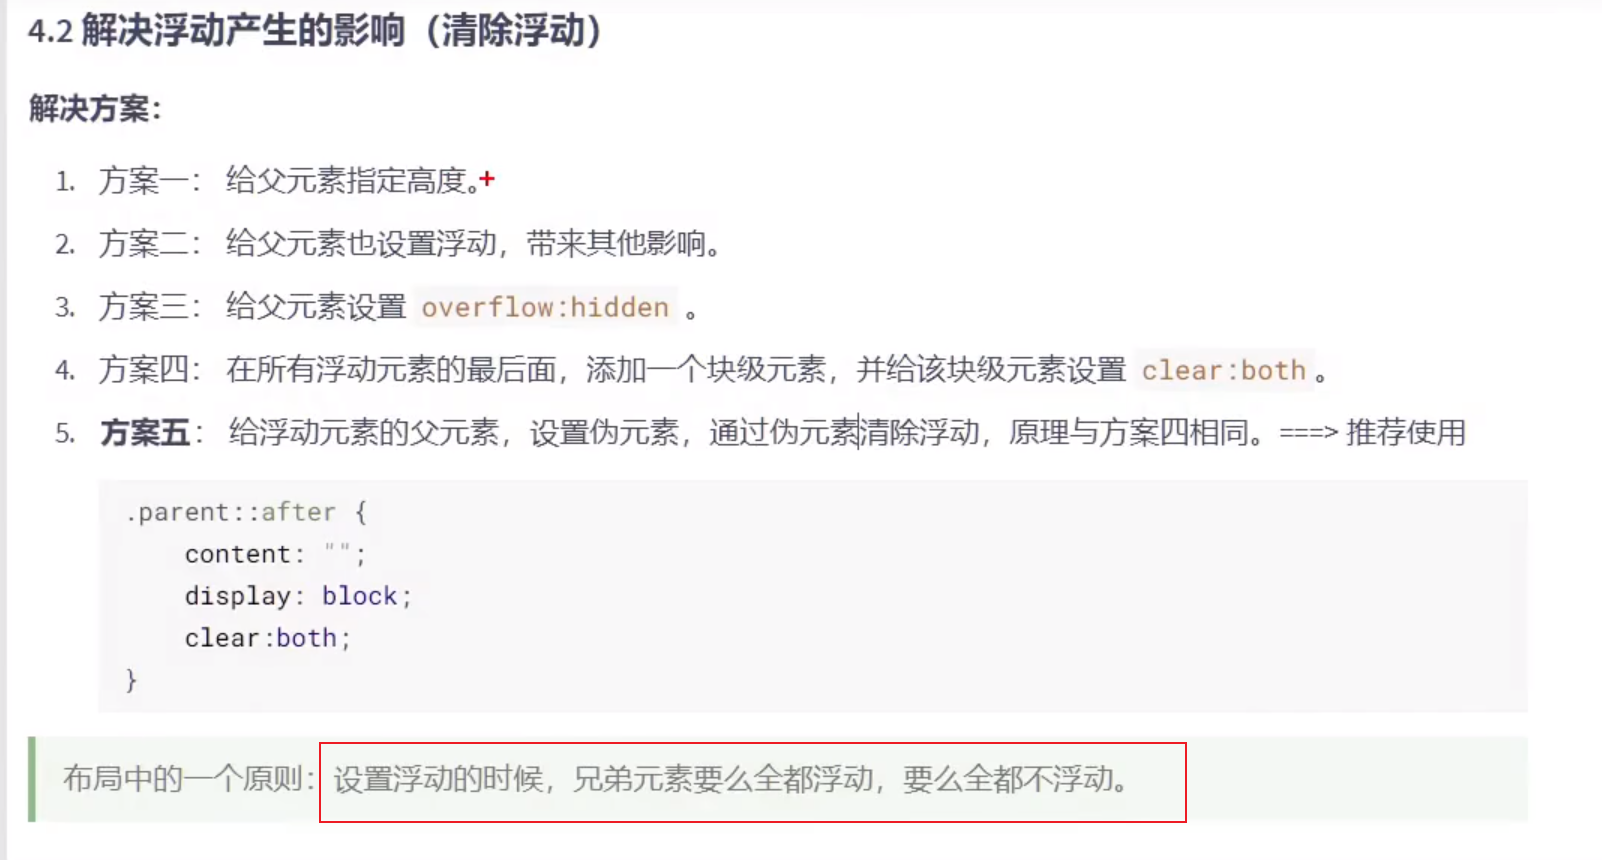 4.2 解决浮动产生的影响（清除浮动）
解决方案：
1. 方案一： 给父元素指定高度。+
2. 方案二： 给父元素也设置浮动，带来其他影响。
3. 方案三： 给父元素设置 overflow:hidden 。
4. 方案四： 在所有浮动元素的最后面，添加一个块级元素，并给该块级元素设置 clear:both 。
5. 方案五： 给浮动元素的父元素，设置伪元素，通过伪元素清除浮动，原理与方案四相同。===> 推荐使用
.parent::after {
    content: "";
    display: block;
    clear:both;
}
布局中的一个原则：设置浮动的时候，兄弟元素要么全都浮动，要么全都不浮动。